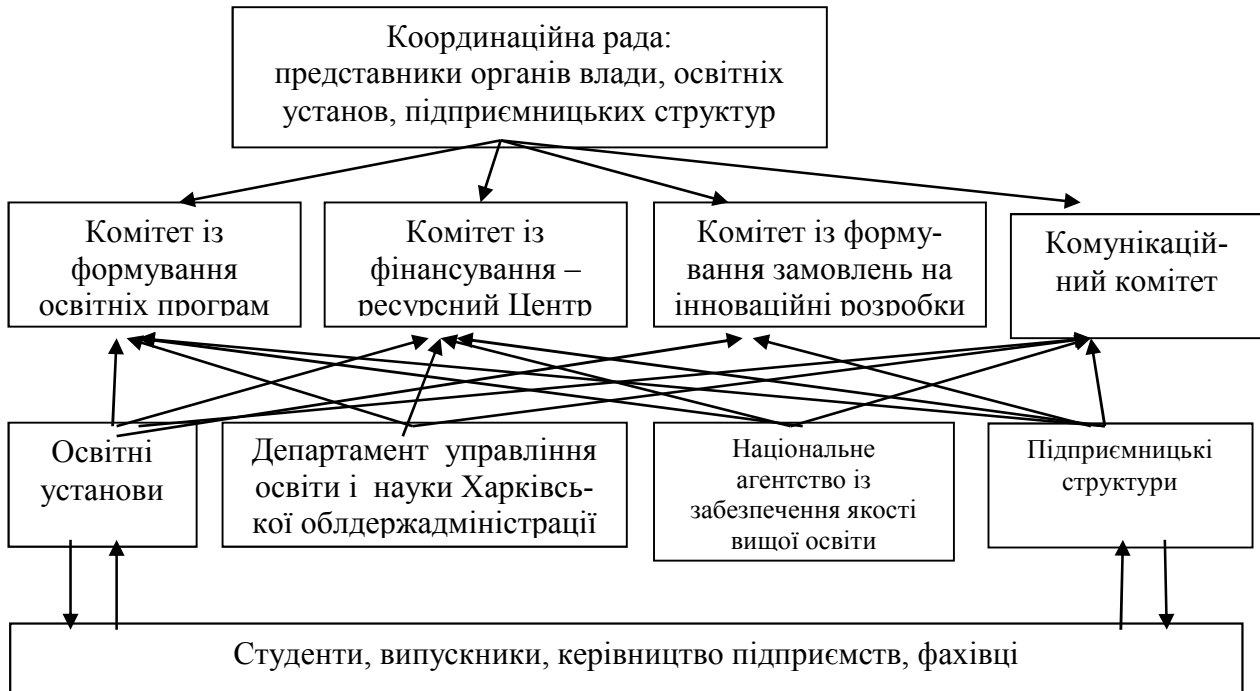 Координаційна рада:
представники органів влади, освітніх
установ, підприємницьких структур
Комітет із
формування
освітніх програм
Комітет із
фінансування –
ресурсний Центр
Комітет із форму-
вання замовлень на
інноваційні розробки
Комунікацій-
ний комітет
Освітні
установи
Департамент управління
освіти і науки Харківсь-
кої облдержадміністрації
Національне
агентство із
забезпечення якості
вищої освіти
Підприємницькі
структури
Студенти, випускники, керівництво підприємств, фахівці